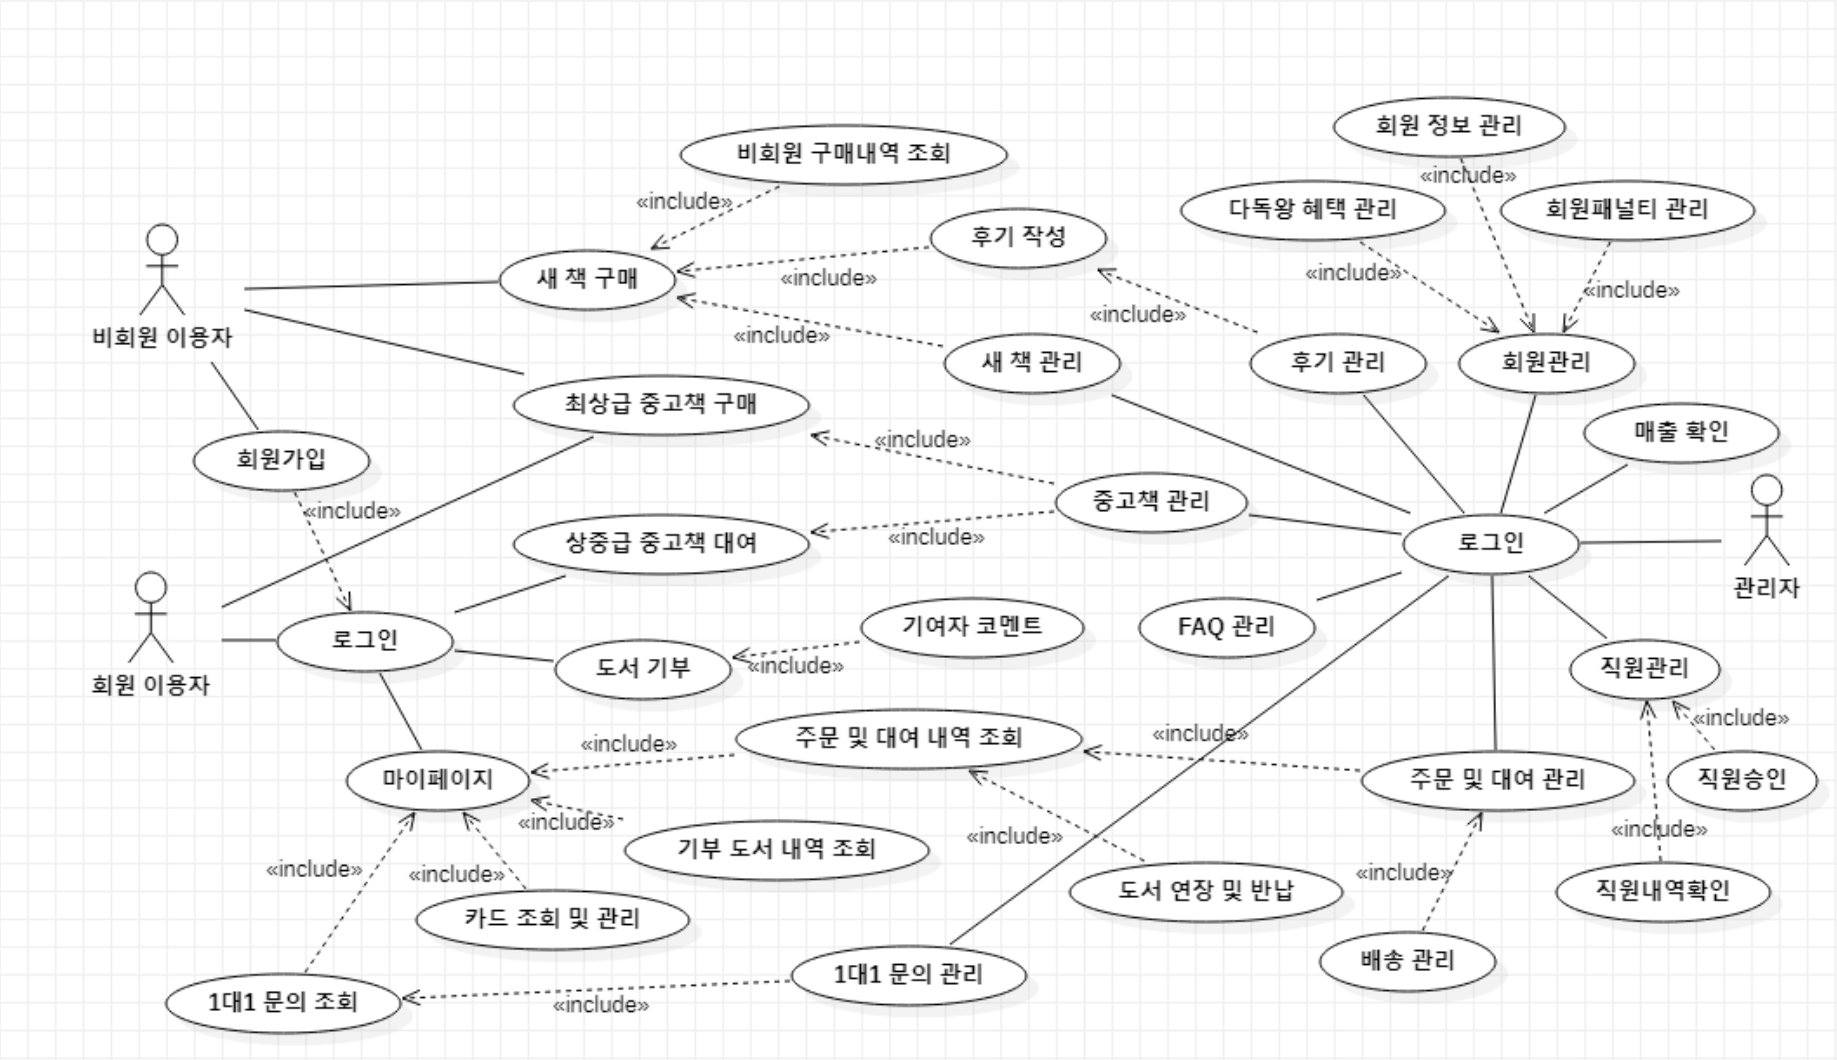 회원 정보 관리
비회원 구매내역 조회
«include»
«include»
다독왕 혜택 관리
회원패널티 관리
후기 작성
새 책 구매
«include»
«include»
«include»
«include»
비회원 이용자
«include»
새 책 관리
후기 관리
회원관리
최상급 중고책 구매
«include»
매출 확인
회원가입
중고책 관리
«include»
상중급 중고책 대여
«include»
로그인
관리자
기여자 코멘트
FAQ 관리
로그인
도서 기부
«include»
직원관리
회원 이용자
«include»
주문 및 대여 내역 조회
«include»
«include»
마이페이지
주문 및 대여 관리
직원승인
«include»
«include»
«include»
기부 도서 내역 조회
«include»
«include»
«include»
도서 연장 및 반납
직원내역확인
카드 조회 및 관리
배송 관리
1대1 문의 관리
1대1 문의 조회
«include»